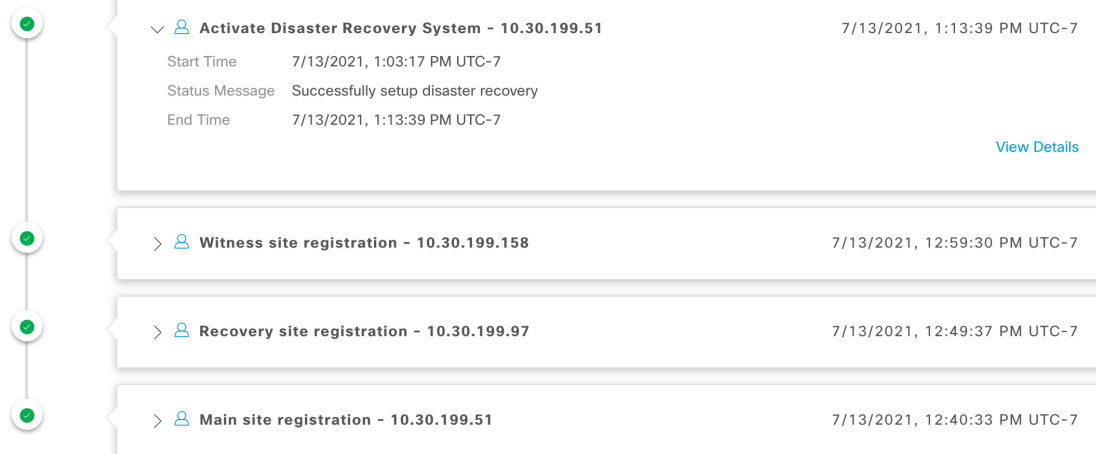 Activate Disaster Recovery System - 10.30.199.51 7/13/2021, 1:13:39 PM UTC-7
Start Time 7/13/2021, 1:03:17 PM UTC-7
Status Message Successfully setup disaster recovery
End Time 7/13/2021, 1:13:39 PM UTC-7
View Details
Witness site registration - 10.30.199.158 7/13/2021, 12:59:30 PM UTC-7
Recovery site registration - 10.30.199.97 7/13/2021, 12:49:37 PM UTC-7
Main site registration - 10.30.199.51 7/13/2021, 12:40:33 PM UTC-7